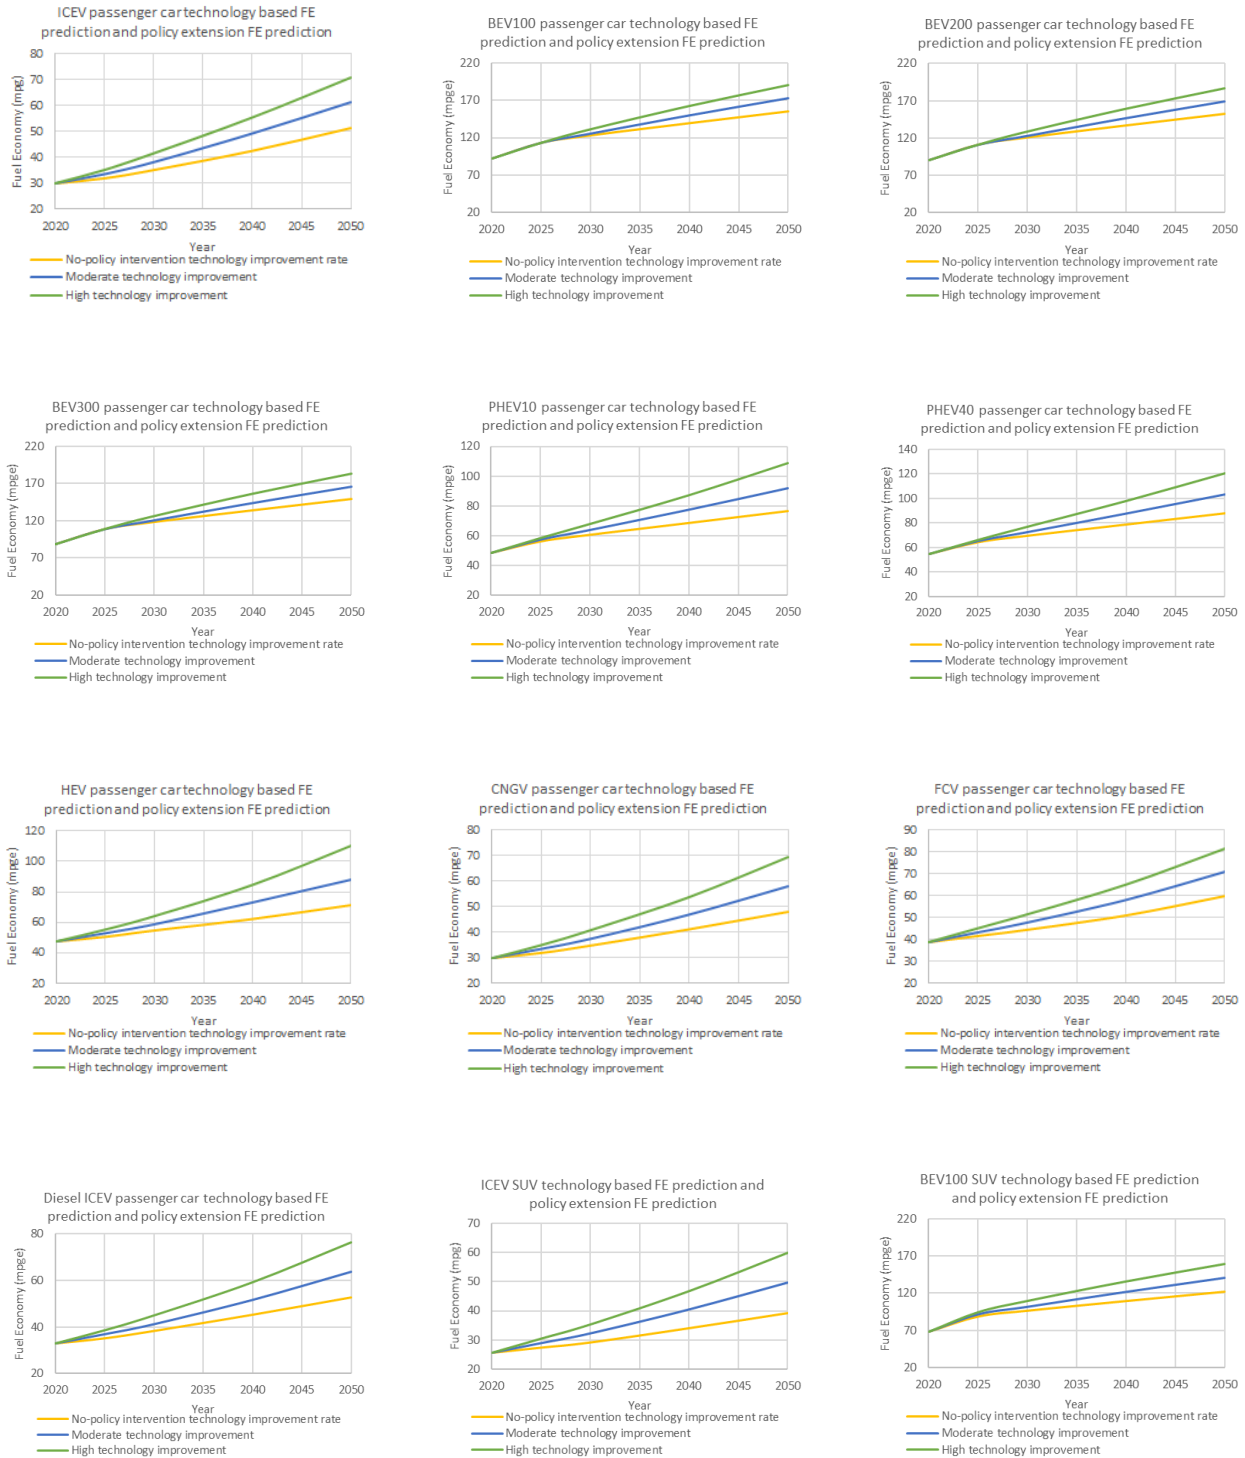 ICEV passenger car technology based FE
prediction and policy extension FE prediction
Fuel Economy (mpg)
80
70
60
50
40
30
20
2020 2025 2030 2035 2040 2045 2050
Year
No-policy intervention technology improvement rate
Moderate technology improvement
High technology improvement
BEV100 passenger car technology based FE
prediction and policy extension FE prediction
Fuel Economy (mpge)
220
170
120
70
20
2020 2025 2030 2035 2040 2045 2050
Year
No-policy intervention technology improvement rate
Moderate technology improvement
High technology improvement
BEV200 passenger car technology based FE
prediction and policy extension FE prediction
Fuel Economy (mpge)
220
170
120
70
20
2020 2025 2030 2035 2040 2045 2050
Year
No-policy intervention technology improvement rate
Moderate technology improvement
High technology improvement
BEV300 passenger car technology based FE
prediction and policy extension FE prediction
Fuel Economy (mpge)
220
170
120
70
20
2020 2025 2030 2035 2040 2045 2050
Year
No-policy intervention technology improvement rate
Moderate technology improvement
High technology improvement
PHEV10 passenger car technology based FE
prediction and policy extension FE prediction
Fuel Economy (mpge)
120
100
80
60
40
20
2020 2025 2030 2035 2040 2045 2050
Year
No-policy intervention technology improvement rate
Moderate technology improvement
High technology improvement
PHEV40 passenger car technology based FE
prediction and policy extension FE prediction
Fuel Economy (mpge)
140
120
100
80
60
40
20
2020 2025 2030 2035 2040 2045 2050
Year
No-policy intervention technology improvement rate
Moderate technology improvement
High technology improvement
HEV passenger car technology based FE
prediction and policy extension FE prediction
Fuel Economy (mpge)
120
100
80
60
40
20
2020 2025 2030 2035 2040 2045 2050
Year
No-policy intervention technology improvement rate
Moderate technology improvement
High technology improvement
CNGV passenger car technology based FE
prediction and policy extension FE prediction
Fuel Economy (mpge)
80
70
60
50
40
30
20
2020 2025 2030 2035 2040 2045 2050
Year
No-policy intervention technology improvement rate
Moderate technology improvement
High technology improvement
FCV passenger car technology based FE
prediction and policy extension FE prediction
Fuel Economy (mpge)
90
80
70
60
50
40
30
20
2020 2025 2030 2035 2040 2045 2050
Year
No-policy intervention technology improvement rate
Moderate technology improvement
High technology improvement
Diesel ICEV passenger car technology based FE
prediction and policy extension FE prediction
Fuel Economy (mpge)
80
60
40
20
2020 2025 2030 2035 2040 2045 2050
Year
No-policy intervention technology improvement rate
Moderate technology improvement
High technology improvement
ICEV SUV technology based FE prediction and
policy extension FE prediction
Fuel Economy (mpg)
70
60
50
40
30
20
2020 2025 2030 2035 2040 2045 2050
Year
No-policy intervention technology improvement rate
Moderate technology improvement
High technology improvement
BEV100 SUV technology based FE prediction
and policy extension FE prediction
Fuel Economy (mpge)
220
170
120
70
20
2020 2025 2030 2035 2040 2045 2050
Year
No-policy intervention technology improvement rate
Moderate technology improvement
High technology improvement